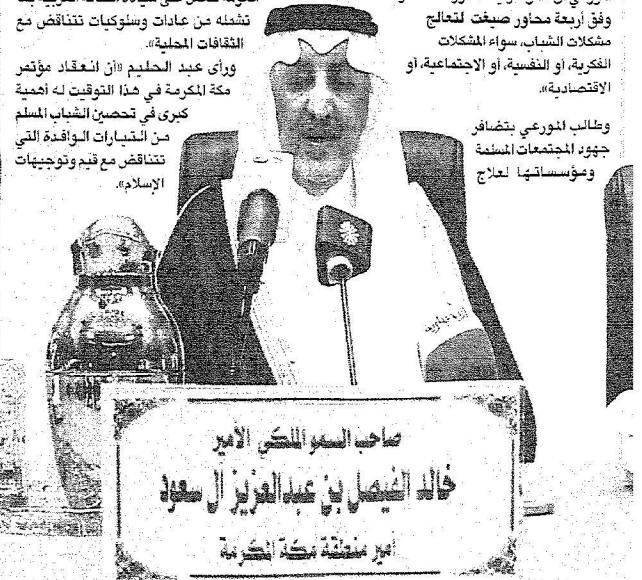 وفق أربعة محاور صيغت لتعالج
مشكلات الشباب، سواء المشكلات
الفكرية، أو النفسية، أو الاجتماعية، أو
الاقتصادية».
وطالب المورعي بتضافر
جهود المجتمعات المسلمة
ومؤسساتها لعلاج
تشمله من عادات وسلوكيات تتناقض مع
الثقافات المحلية».
ورأى عبد الحليم «أن انعقاد مؤتمر
مكة المكرمة في هذا التوقيت له أهمية
كبرى في تحصين الشباب المسلم
من التيارات الوافدة التي
تتناقض مع قيم وتوجيهات
الإسلام».
صاحب السمو الملكي الأمير
خالد الفيصل بن عبدالعزيز آل سعود
أمير منطقة مكة المكرمة